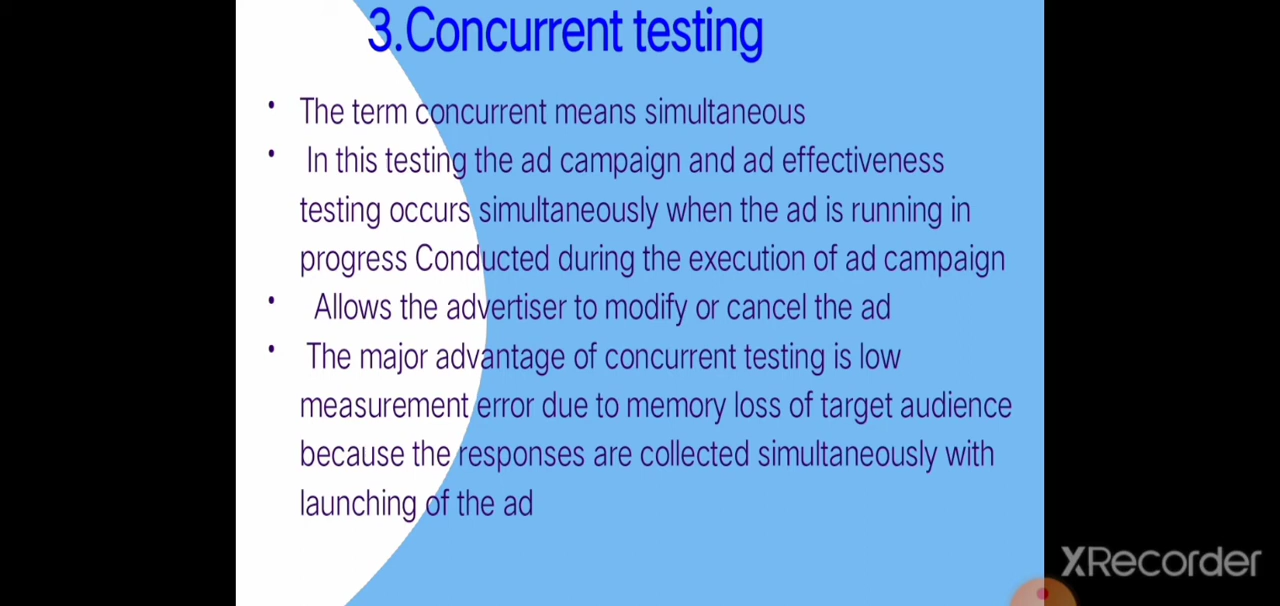 3.Concurrent testing
• The term concurrent means simultaneous
• In this testing the ad campaign and ad effectiveness
testing occurs simultaneously when the ad is running in
progress Conducted during the execution of ad campaign
• Allows the advertiser to modify or cancel the ad
• The major advantage of concurrent testing is low
measurement error due to memory loss of target audience
because the responses are collected simultaneously with
launching of the ad
XRecorder